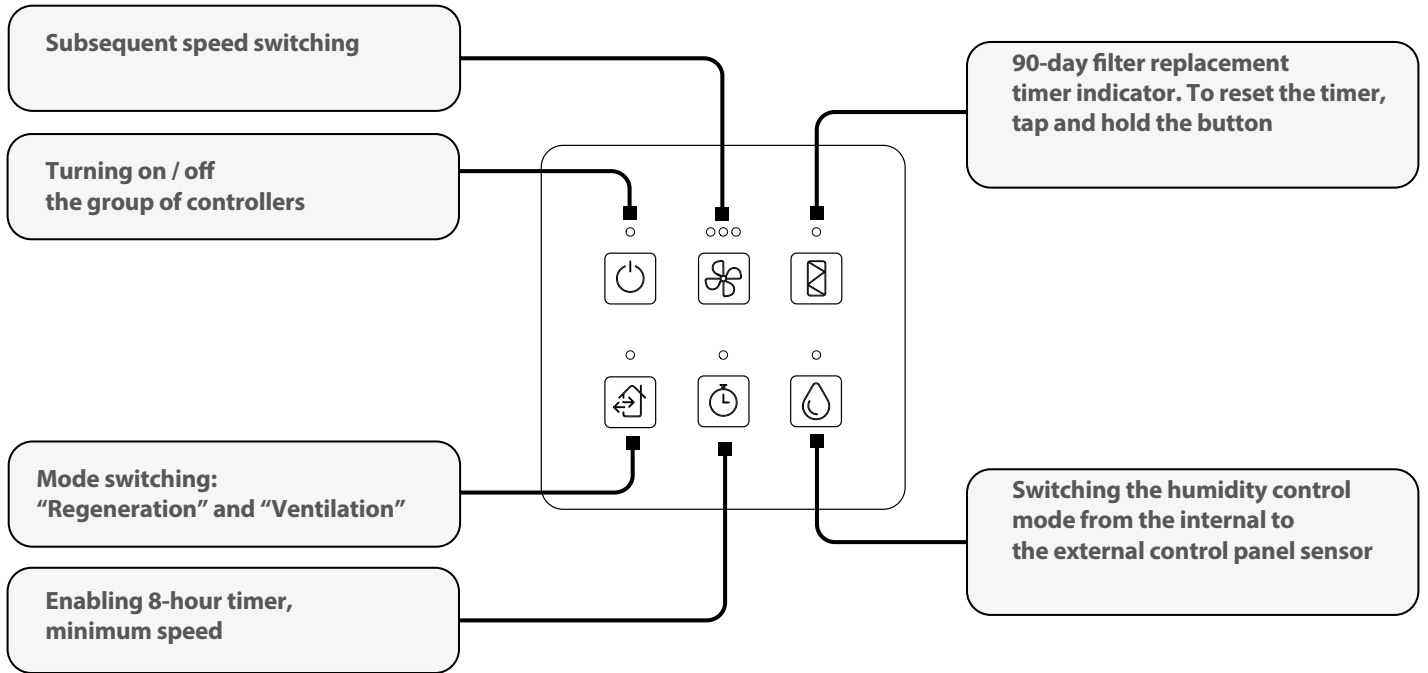 Subsequent speed switching
Turning on / off
the group of controllers
90-day filter replacement
timer indicator. To reset the timer,
tap and hold the button
Mode switching:
“Regeneration” and “Ventilation”
Enabling 8-hour timer,
minimum speed
Switching the humidity control
mode from the internal to
the external control panel sensor